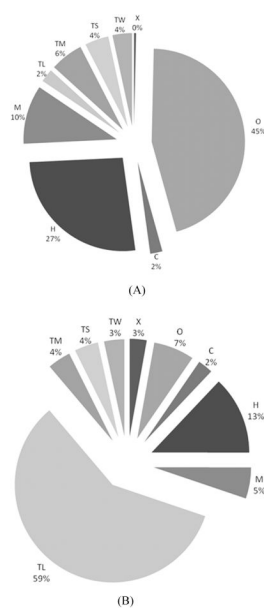 X
0%
TW
4%
TS
4%
TM
6%
TL
2%
M
10%
H
27%
C
2%
O
45%
(A)
X
3%
TW
3%
TS
4%
TM
4%
O
7%
C
2%
H
13%
M
5%
TL
59%
(B)